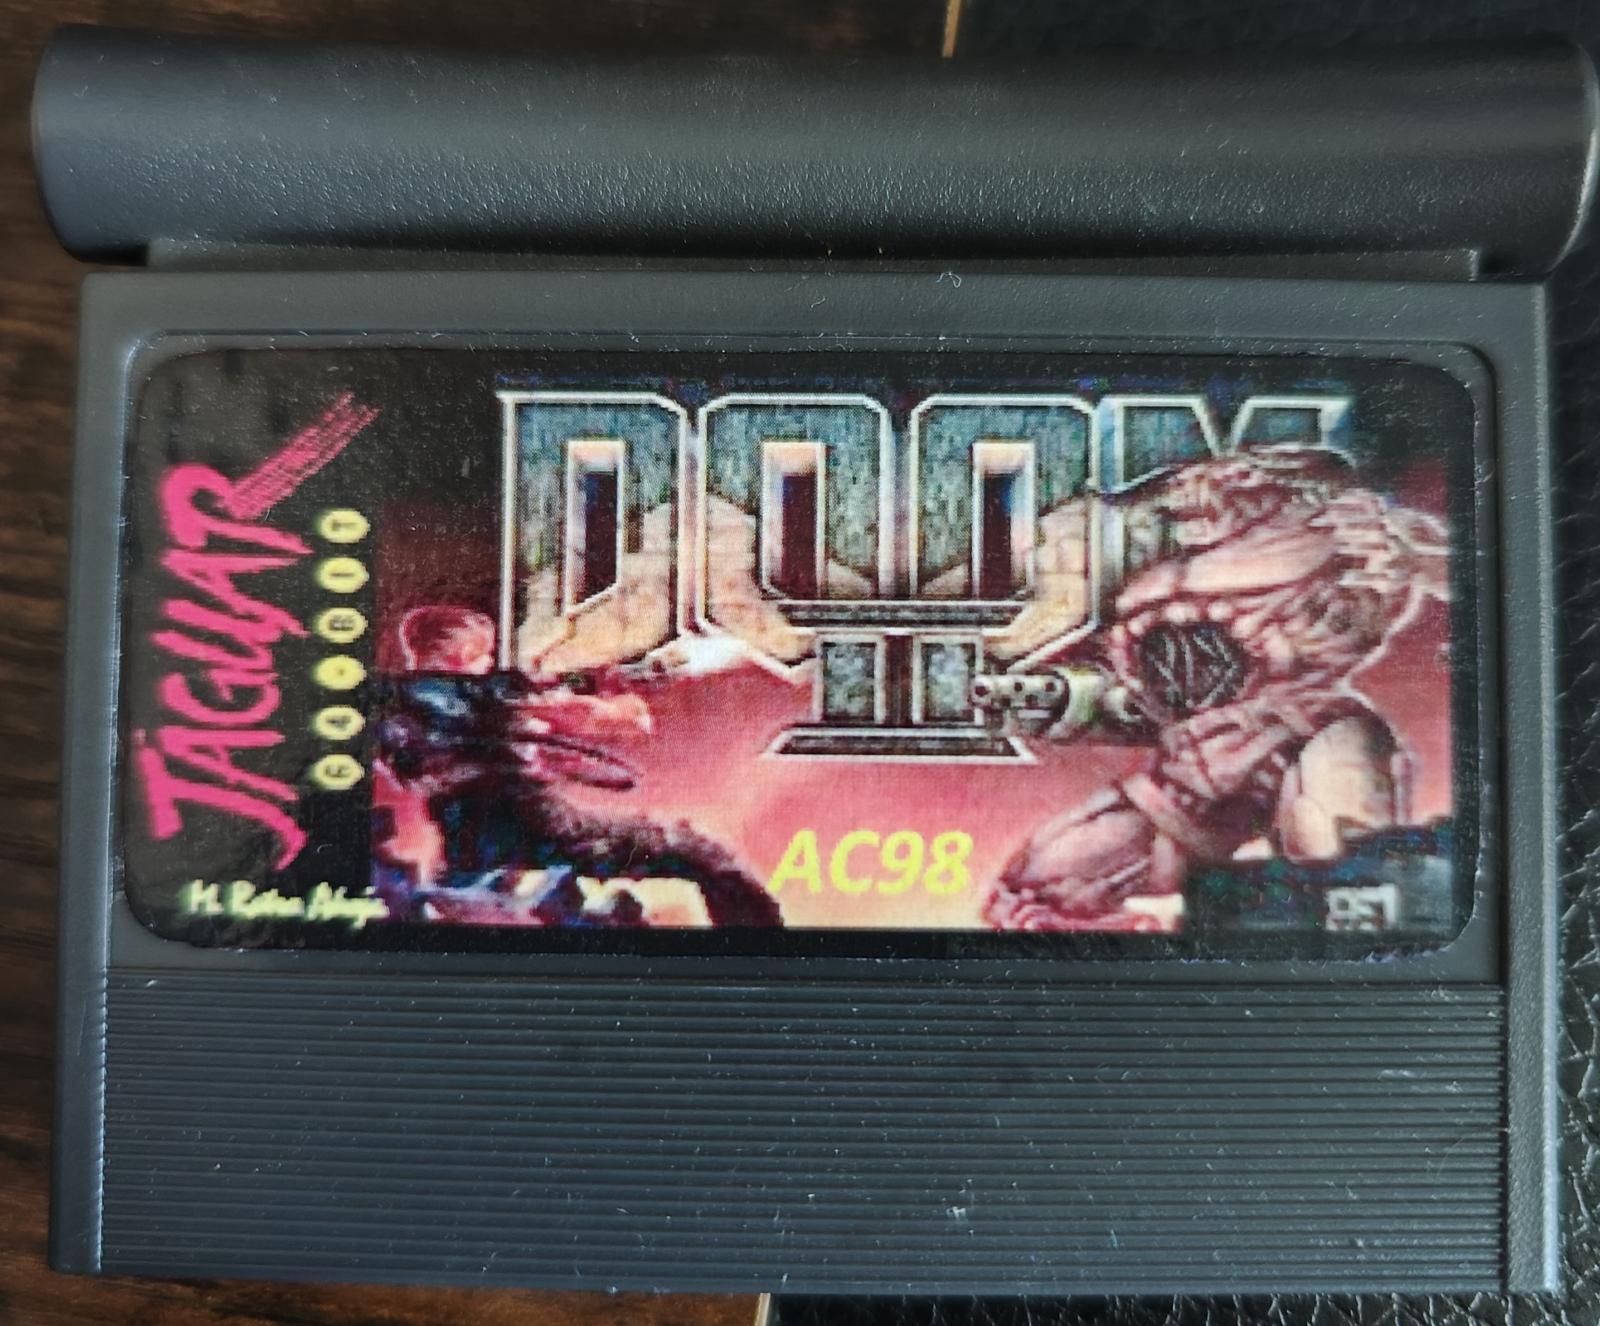 JAGUAR
64-BIT
DOOM
II
AC98